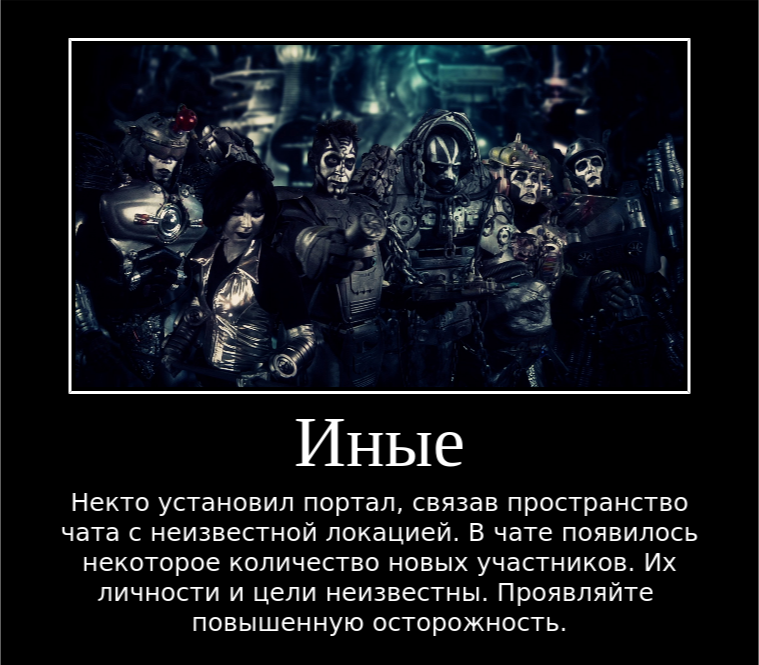 Иные
Некто установил портал, связав пространство
чата с неизвестной локацией. В чате появилось
некоторое количество новых участников. Их
личности и цели неизвестны. Проявляйте
повышенную осторожность.